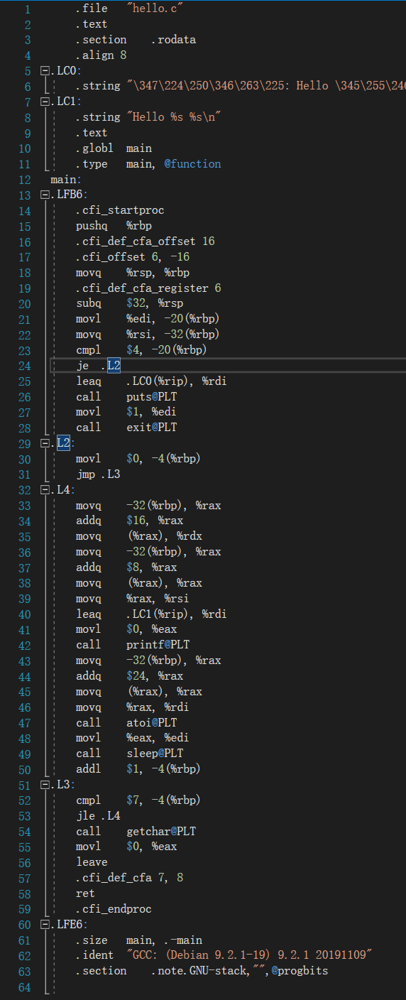 1 .file "hello.c"
2 .text
3 .section .rodata
4 .align 8
5 .LC0:
6 .string "\347\224\250\346\263\225: Hello \345\255\246
7 .LC1:
8 .string "Hello %s %s\n"
9 .text
10 .globl main
11 .type main, @function
12 main:
13 .LFB6:
14 .cfi_startproc
15 pushq %rbp
16 .cfi_def_cfa_offset 16
17 .cfi_offset 6, -16
18 movq %rsp, %rbp
19 .cfi_def_cfa_register 6
20 subq $32, %rsp
21 movl %edi, -20(%rbp)
22 movq %rsi, -32(%rbp)
23 cmpl $4, -20(%rbp)
24 je .L2
25 leaq .LC0(%rip), %rdi
26 call puts@PLT
27 movl $1, %edi
28 call exit@PLT
29 .L2:
30 movl $0, -4(%rbp)
31 jmp .L3
32 .L4:
33 movq -32(%rbp), %rax
34 addq $16, %rax
35 movq (%rax), %rdx
36 movq -32(%rbp), %rax
37 addq $8, %rax
38 movq (%rax), %rax
39 movq %rax, %rsi
40 leaq .LC1(%rip), %rdi
41 movl $0, %eax
42 call printf@PLT
43 movq -32(%rbp), %rax
44 addq $24, %rax
45 movq (%rax), %rax
46 movq %rax, %rdi
47 call atoi@PLT
48 movl %eax, %edi
49 call sleep@PLT
50 addl $1, -4(%rbp)
51 .L3:
52 cmpl $7, -4(%rbp)
53 jle .L4
54 call getchar@PLT
55 movl $0, %eax
56 leave
57 .cfi_def_cfa 7, 8
58 ret
59 .cfi_endproc
60 .LFE6:
61 .size main, .-main
62 .ident "GCC: (Debian 9.2.1-19) 9.2.1 20191109"
63 .section .note.GNU-stack,"",@progbits
64